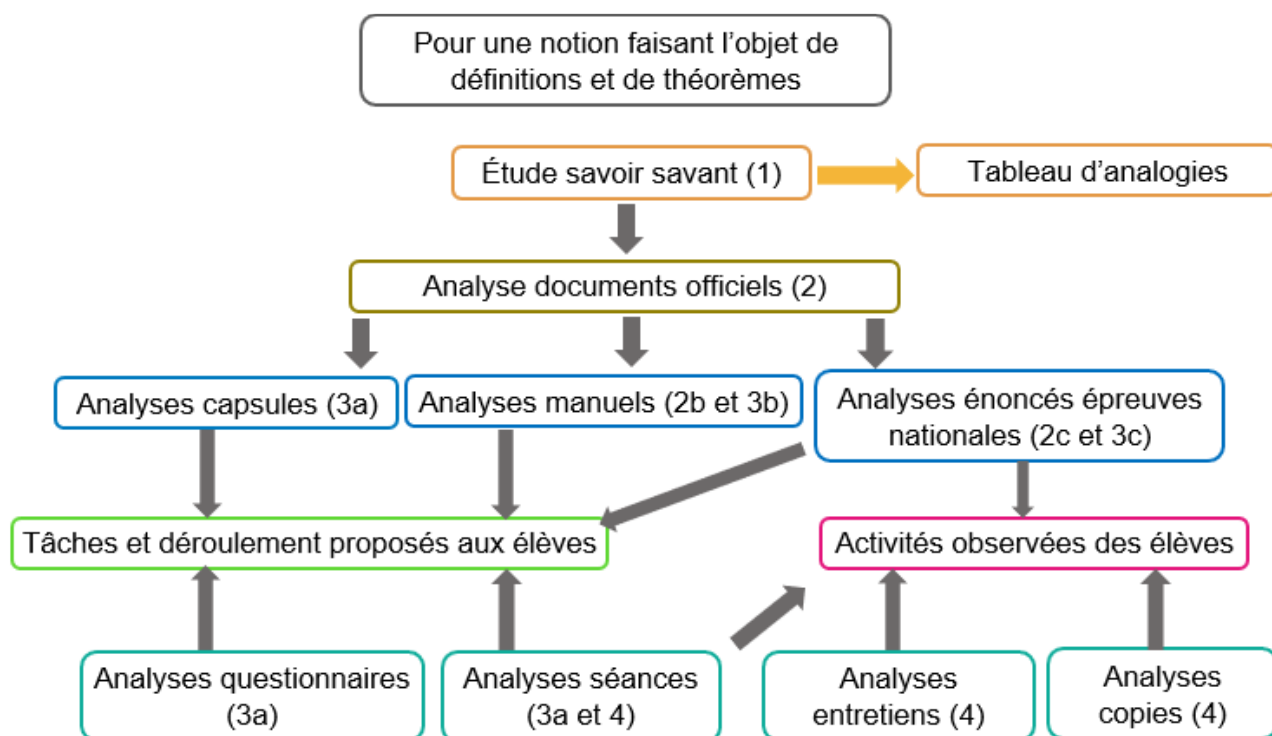 Pour une notion faisant l’objet de
définitions et de théorèmes
Étude savoir savant (1)
Tableau d’analogies
Analyse documents officiels (2)
Analyses capsules (3a)
Analyses manuels (2b et 3b)
Analyses énoncés épreuves
nationales (2c et 3c)
Tâches et déroulement proposés aux élèves
Activités observées des élèves
Analyses questionnaires
(3a)
Analyses séances
(3a et 4)
Analyses
entretiens (4)
Analyses
copies (4)